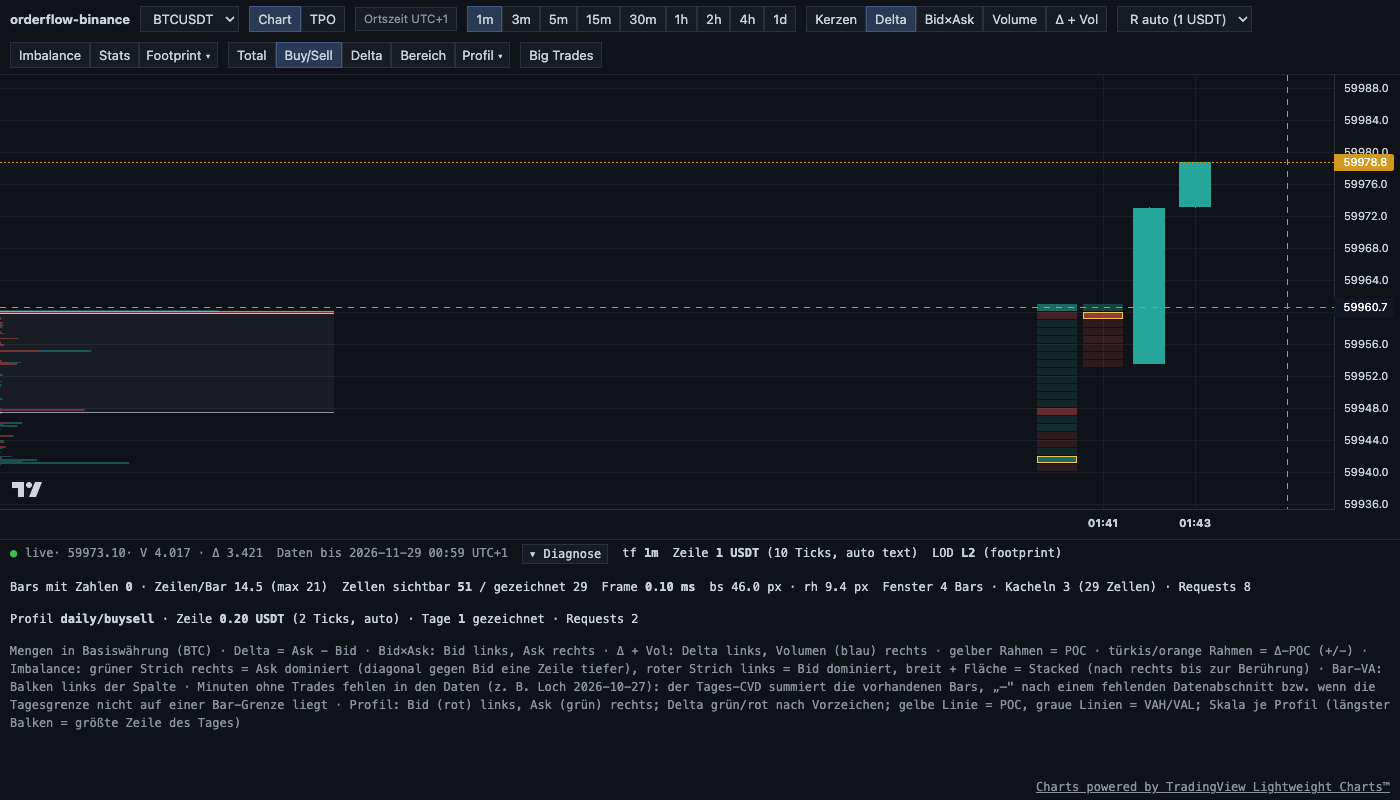 orderflow-binance BTCUSDT Chart TPO Ortszeit UTC+1 1m 3m 5m 15m 30m 1h 2h 4h 1d Kerzen Delta Bid×Ask Volume Δ + Vol R auto (1 USDT)
Imbalance Stats Footprint ▾ Total Buy/Sell Delta Bereich Profil ▾ Big Trades
59988.0
59984.0
59980.0
59978.8
59976.0
59972.0
59968.0
59964.0
59960.7
59956.0
59952.0
59948.0
59944.0
59940.0
59936.0
01:41 01:43
live· 59973.10· V 4.017 · Δ 3.421 Daten bis 2026-11-29 00:59 UTC+1 ▾ Diagnose tf 1m Zeile 1 USDT (10 Ticks, auto text) LOD L2 (footprint)
Bars mit Zahlen 0 · Zeilen/Bar 14.5 (max 21) Zellen sichtbar 51 / gezeichnet 29 Frame 0.10 ms bs 46.0 px · rh 9.4 px Fenster 4 Bars · Kacheln 3 (29 Zellen) · Requests 8
Profil daily/buysell · Zeile 0.20 USDT (2 Ticks, auto) · Tage 1 gezeichnet · Requests 2
Mengen in Basiswährung (BTC) · Delta = Ask − Bid · Bid×Ask: Bid links, Ask rechts · Δ + Vol: Delta links, Volumen (blau) rechts · gelber Rahmen = POC · türkis/orange Rahmen = Δ-POC (+/−) ·
Imbalance: grüner Strich rechts = Ask dominiert (diagonal gegen Bid eine Zeile tiefer), roter Strich links = Bid dominiert, breit + Fläche = Stacked (nach rechts bis zur Berührung) · Bar-VA:
Balken links der Spalte · Minuten ohne Trades fehlen in den Daten (z. B. Loch 2026-10-27): der Tages-CVD summiert die vorhandenen Bars, „—" nach einem fehlenden Datenabschnitt bzw. wenn die
Tagesgrenze nicht auf einer Bar-Grenze liegt · Profil: Bid (rot) links, Ask (grün) rechts; Delta grün/rot nach Vorzeichen; gelbe Linie = POC, graue Linien = VAH/VAL; Skala je Profil (längster
Balken = größte Zeile des Tages)
Charts powered by TradingView Lightweight Charts™